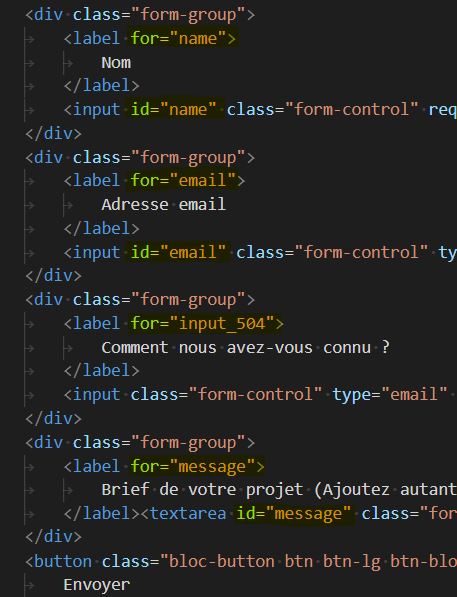 <div class="form-group">
<label for="name">
Nom
</label>
<input id="name" class="form-control" req
</div>
<div class="form-group">
<label for="email">
Adresse email
</label>
<input id="email" class="form-control" ty
</div>
<div class="form-group">
<label for="input_504">
Comment nous avez-vous connu ?
</label>
<input class="form-control" type="email"
</div>
<div class="form-group">
<label for="message">
Brief de votre projet (Ajoutez autant
</label><textarea id="message" class="for
</div>
<button class="bloc-button btn btn-lg btn-blo
Envoyer